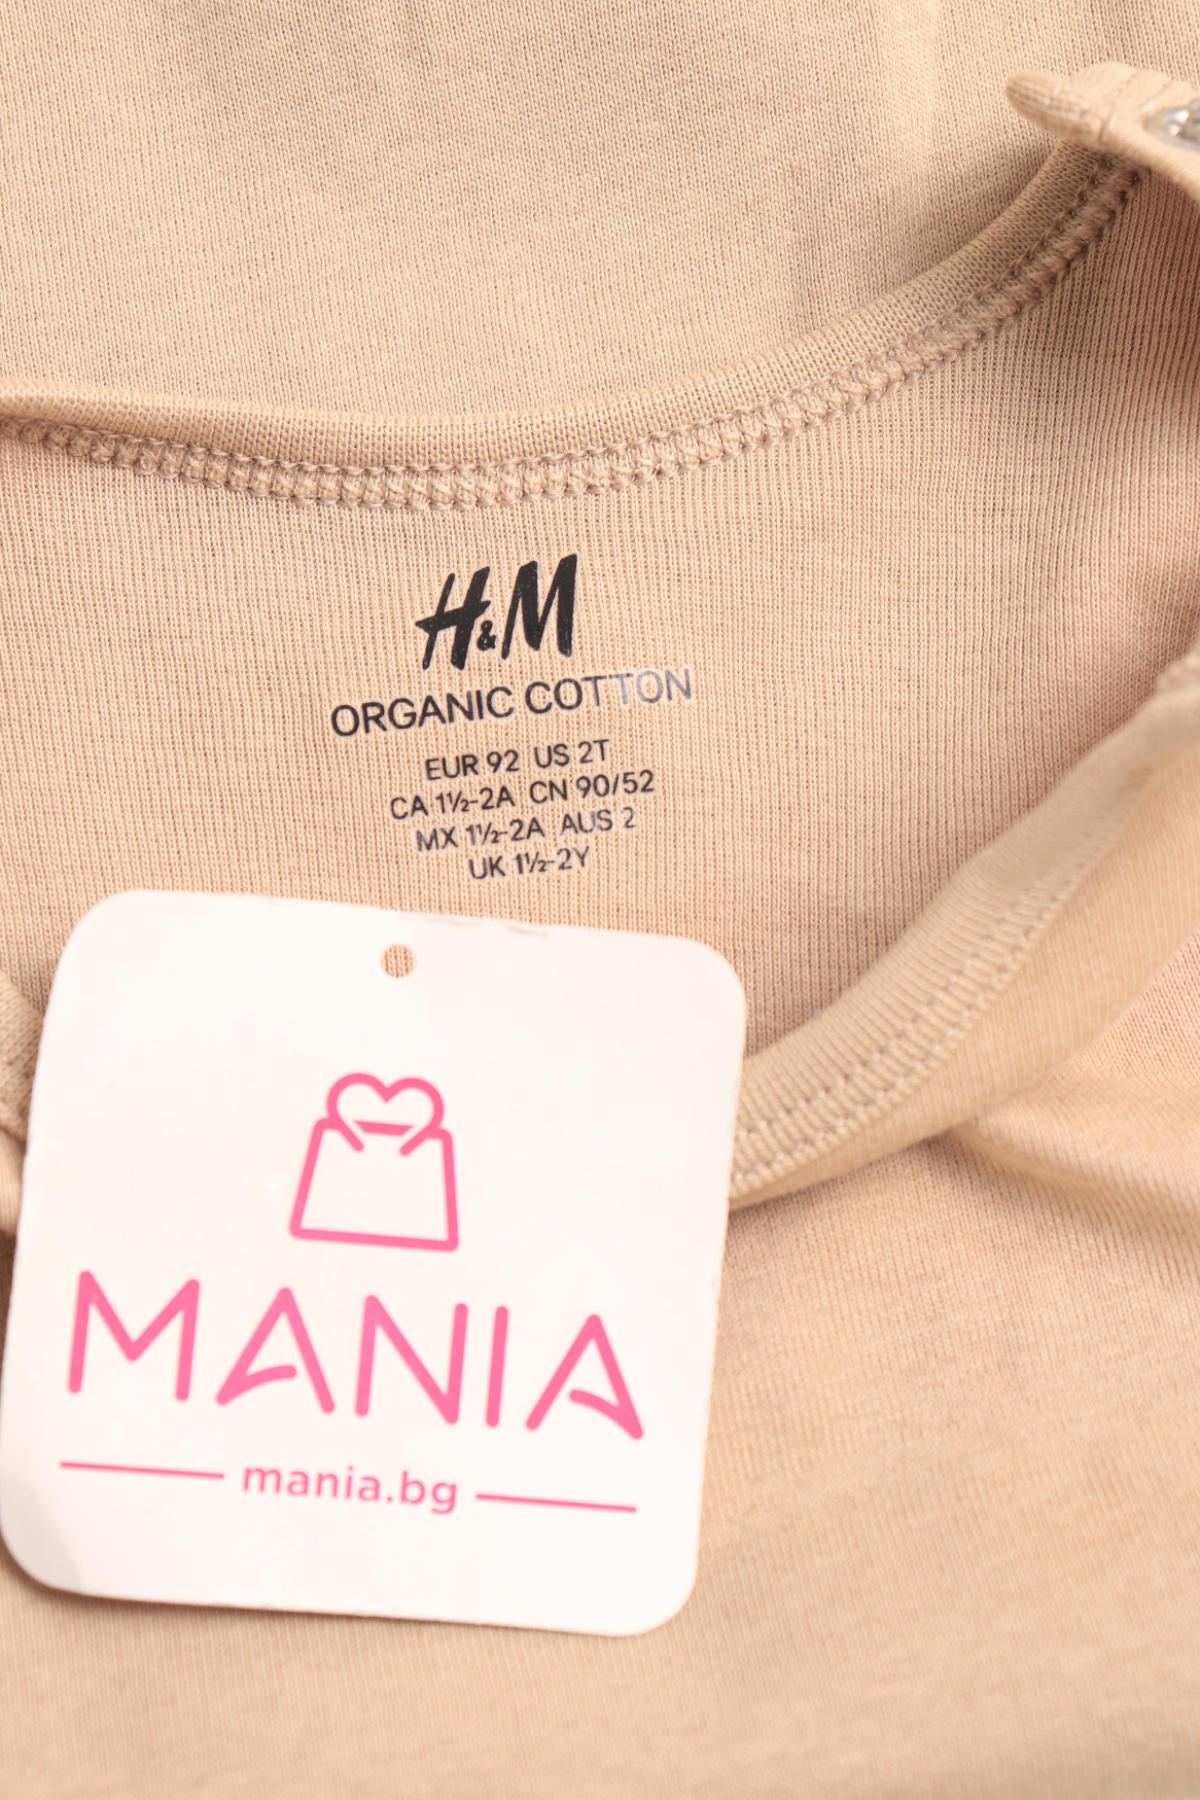 H&M
ORGANIC COTTON
EUR 92 US 2T
CA 1½-2A CN 90/52
MX 1½-2A AUS 2
UK 1½-2Y
MANIA
mania.bg